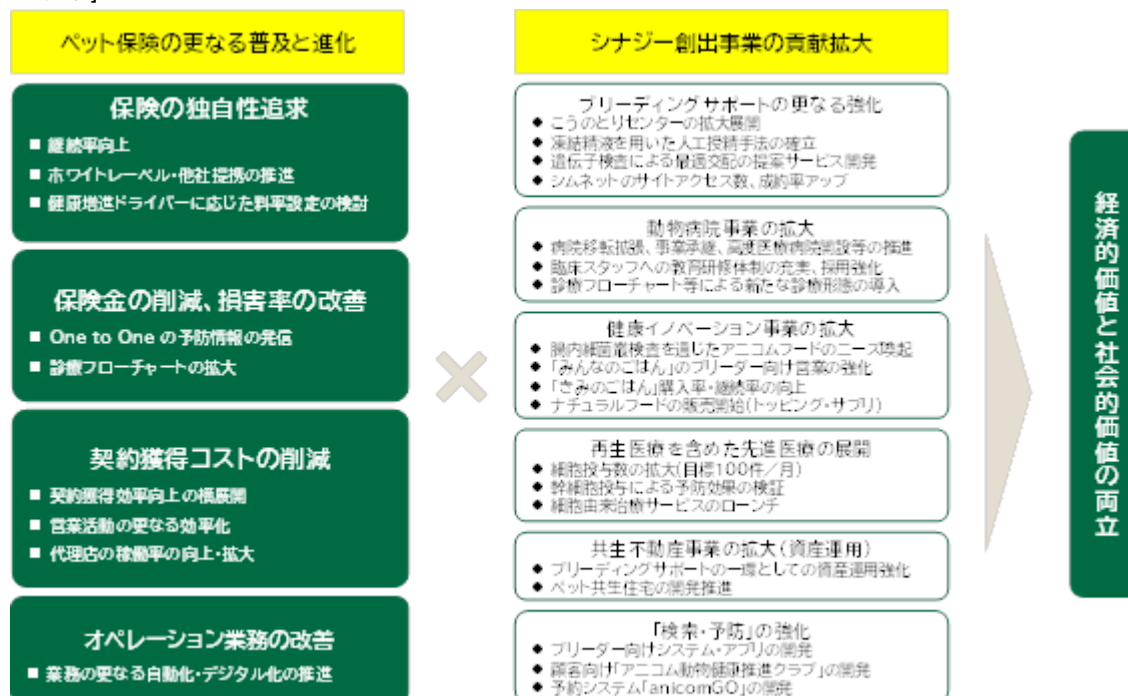 ペット保険の更なる普及と進化
保険の独自性追求
■ 継続率向上
■ ホワイトレーベル・他社提携の推進
■ 健康増進ドライバーに応じた料率設定の検討
保険金の削減、損害率の改善
■ One to One の予防情報の発信
■ 診療フローチャートの拡大
契約獲得コストの削減
■ 契約獲得効率向上の横展開
■ 営業活動の更なる効率化
■ 代理店の稼働率の向上・拡大
オペレーション業務の改善
■ 業務の更なる自動化・デジタル化の推進
×
シナジー創出事業の貢献拡大
ブリーディングサポートの更なる強化
◆ こうのとりセンターの拡大展開
◆ 凍結精液を用いた人工授精手法の確立
◆ 遺伝子検査による最適交配の提案サービス開発
◆ シムネットのサイトアクセス数、成約率アップ
動物病院事業の拡大
◆ 病院移転拡張、事業承継、高度医療病院開設等の推進
◆ 臨床スタッフへの教育研修体制の充実、採用強化
◆ 診療フローチャート等による新たな診療形態の導入
健康イノベーション事業の拡大
◆ 腸内細菌叢検査を通じたアニコムフードのニーズ喚起
◆ 「みんなのごはん」のブリーダー向け営業の強化
◆ 「きみのごはん」購入率・継続率の向上
◆ ナチュラルフードの販売開始(トッピング・サプリ)
再生医療を含めた先進医療の展開
◆ 細胞投与数の拡大(目標100件／月)
◆ 幹細胞投与による予防効果の検証
◆ 細胞由来治療サービスのローンチ
共生不動産事業の拡大(資産運用)
◆ ブリーディングサポートの一環としての資産運用強化
◆ ペット共生住宅の開発推進
「検索・予防」の強化
◆ ブリーダー向けシステム・アプリの開発
◆ 顧客向け「アニコム動物健康推進クラブ」の開発
◆ 予約システム「anicomGO」の開発
経済的価値と社会的価値の両立